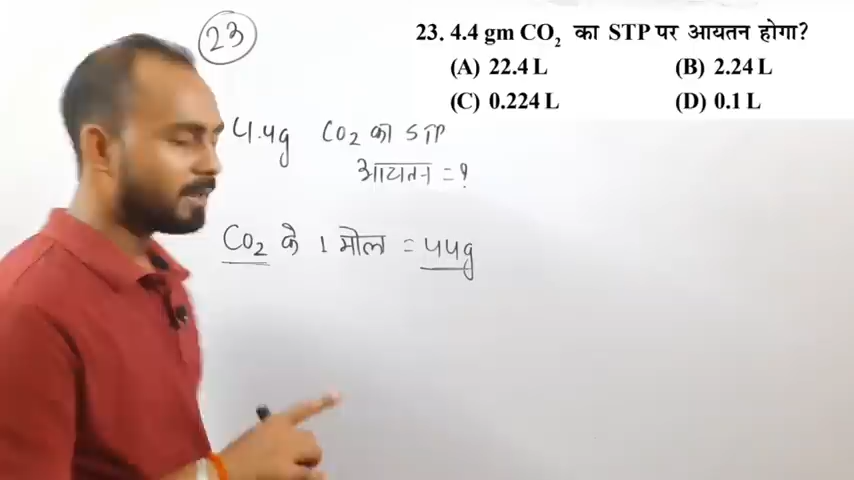 23
23. 4.4 gm CO₂ का STP पर आयतन होगा?
(A) 22.4 L (B) 2.24 L
(C) 0.224 L (D) 0.1 L
4.4g CO₂ का STP
आयतन = ?
CO₂ के 1 मोल = 44g